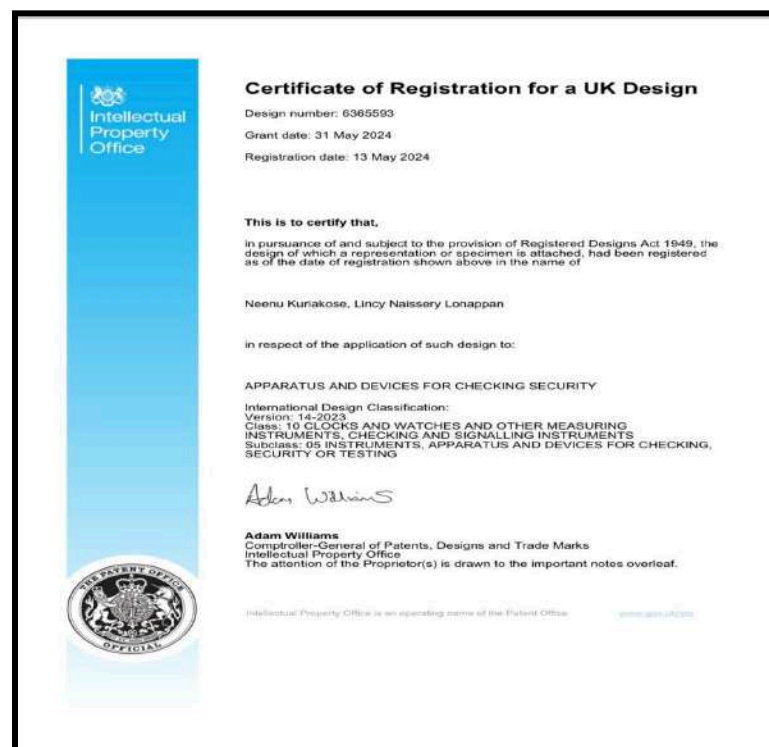 Intellectual
Property
Office
Certificate of Registration for a UK Design
Design number: 6365593
Grant date: 31 May 2024
Registration date: 13 May 2024
This is to certify that,
in pursuance of and subject to the provision of Registered Designs Act 1949, the
design of which a representation or specimen is attached, had been registered
as of the date of registration shown above in the name of
Neenu Kuriakose, Lincy Naissery Lonappan
in respect of the application of such design to:
APPARATUS AND DEVICES FOR CHECKING SECURITY
International Design Classification:
Version: 14-2023
Class: 10 CLOCKS AND WATCHES AND OTHER MEASURING
INSTRUMENTS, CHECKING AND SIGNALLING INSTRUMENTS
Subclass: 05 INSTRUMENTS, APPARATUS AND DEVICES FOR CHECKING,
SECURITY OR TESTING
Adam Williams
Adam Williams
Comptroller-General of Patents, Designs and Trade Marks
Intellectual Property Office
The attention of the Proprietor(s) is drawn to the important notes overleaf.
THE PATENT OFFICE
OFFICIAL
Intellectual Property Office is an operating name of the Patent Office